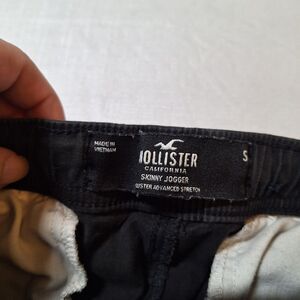 MADE IN
VIETNAM
HOLLISTER
CALIFORNIA
S
SKINNY JOGGER
ADVANCED STRETCH